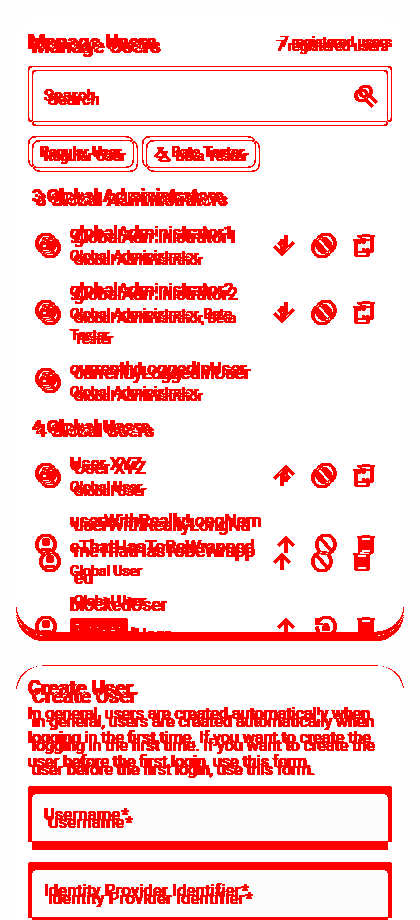 Manage Users
7 registered users
Search
Regular User
Beta Tester
3 Global Administrators
globalAdministrator1
Global Administrator
globalAdministrator2
Global Administrator, Beta
Tester
currentlyLoggedInUser
Global Administrator
4 Global Users
User XYZ
Global User
userWithReallyLongNam
eThatHasToBeWrapped
Global User
blockedUser
Global User
Create User
In general, users are created automatically when
logging in the first time. If you want to create the
user before the first login, use this form.
Username*
Identity Provider Identifier*